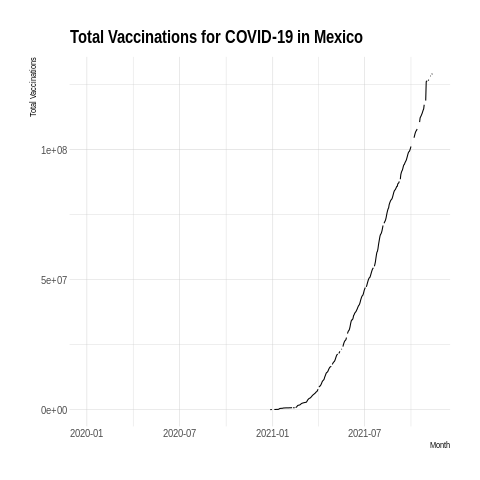 Total Vaccinations for COVID-19 in Mexico
Total Vaccinations
1e+08
5e+07
0e+00
2020-01 2020-07 2021-01 2021-07
Month